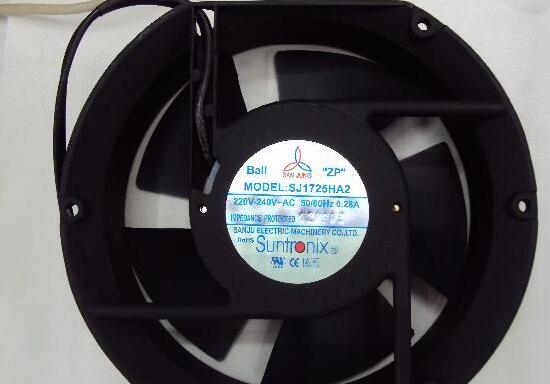 Ball "ZP"
SAN JUNG
MODEL:SJ1725HA2
220V-240V~AC 50/60Hz 0.28A
IMPEDANCE PROTECTED
SANJU ELECTRIC MACHINERY CO.,LTD.
RoHS Suntronix®
CE